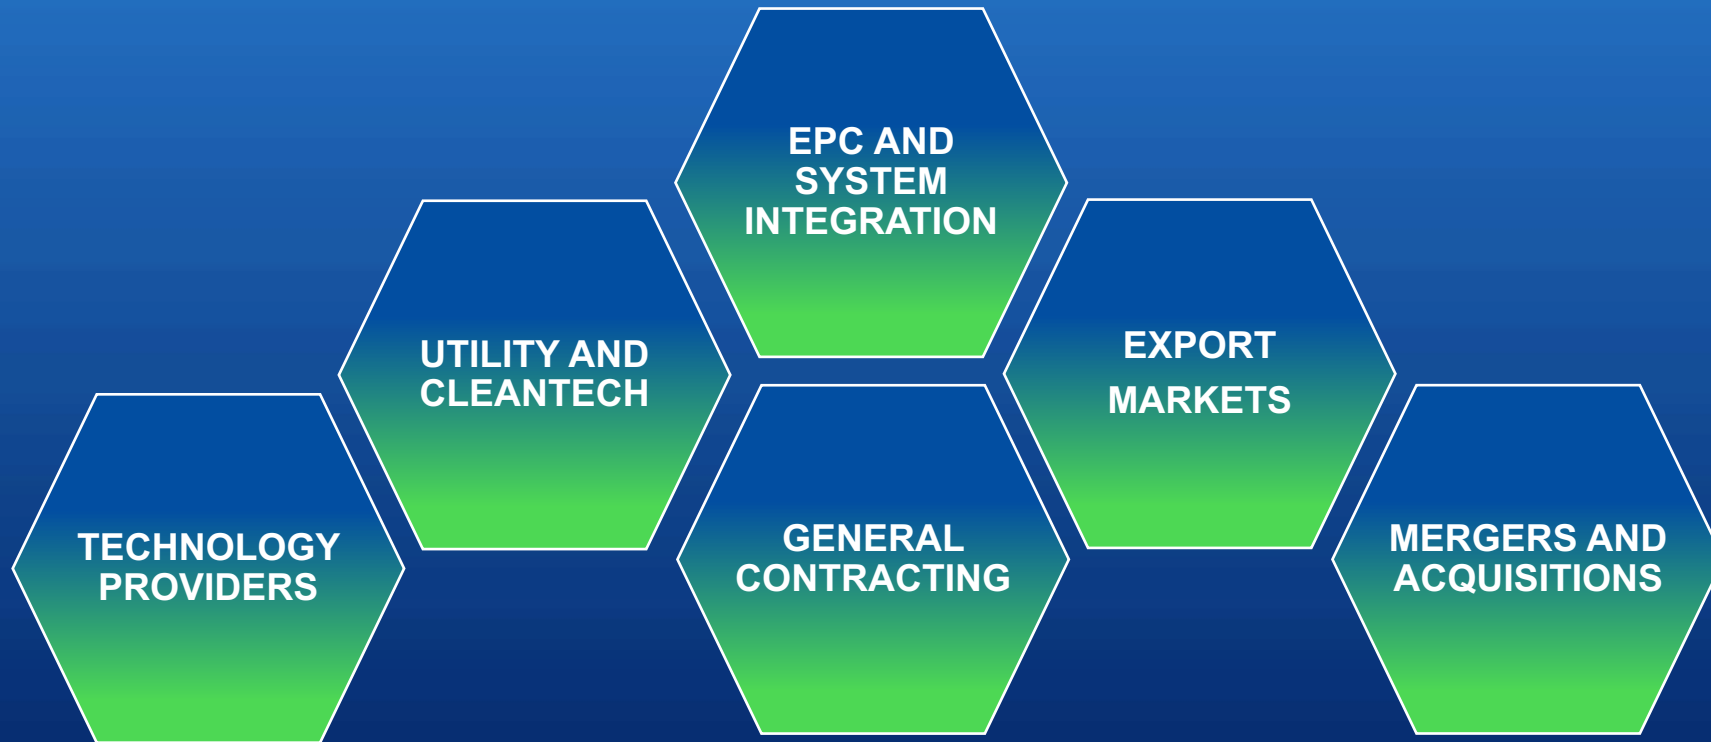 EPC AND
SYSTEM
INTEGRATION
UTILITY AND
CLEANTECH
EXPORT
MARKETS
TECHNOLOGY
PROVIDERS
GENERAL
CONTRACTING
MERGERS AND
ACQUISITIONS